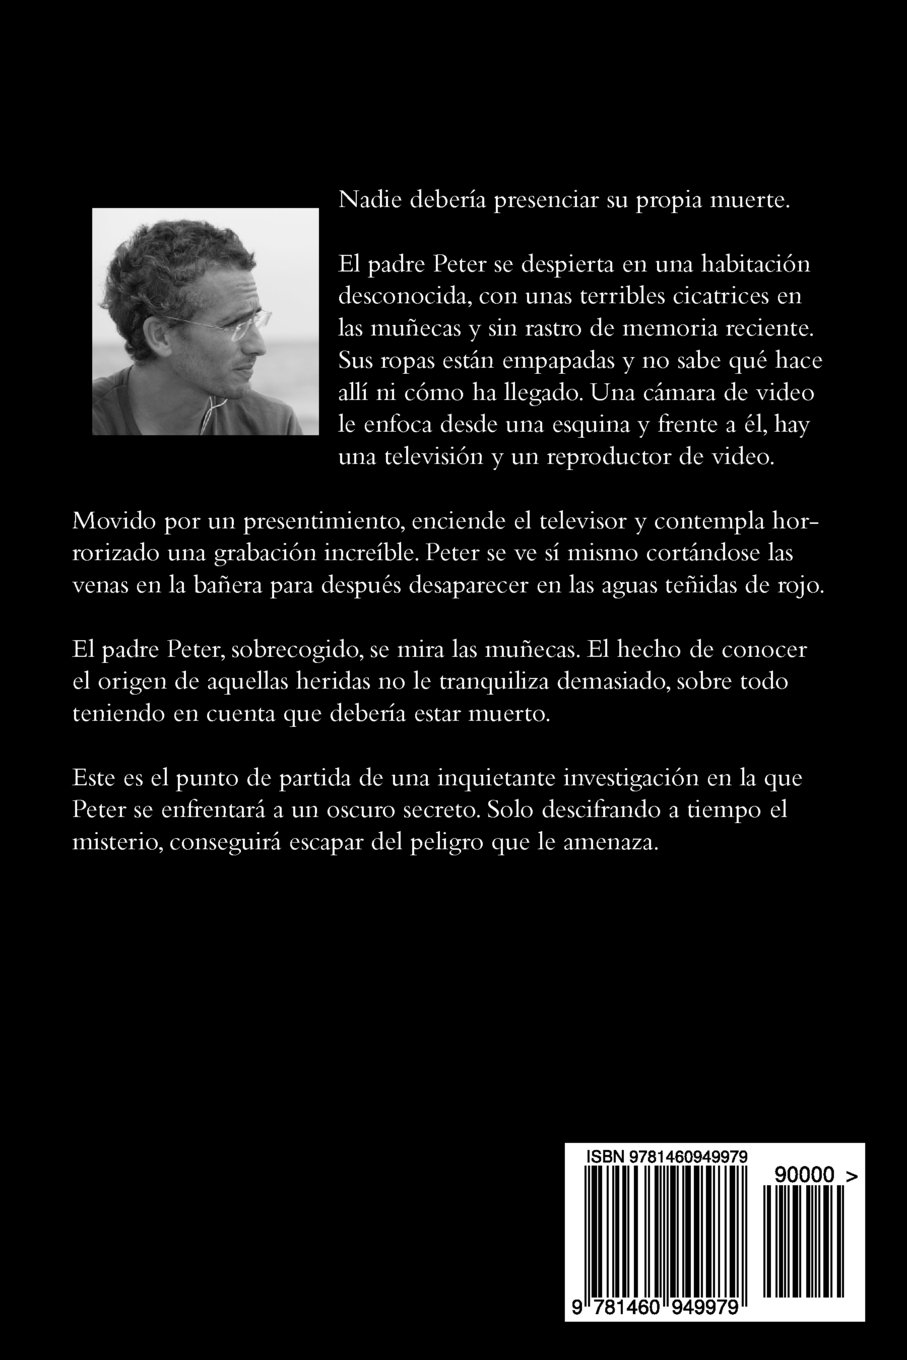 Nadie debería presenciar su propia muerte.
El padre Peter se despierta en una habitación
desconocida, con unas terribles cicatrices en
las muñecas y sin rastro de memoria reciente.
Sus ropas están empapadas y no sabe qué hace
allí ni cómo ha llegado. Una cámara de video
le enfoca desde una esquina y frente a él, hay
una televisión y un reproductor de video.
Movido por un presentimiento, enciende el televisor y contempla hor-
rorizado una grabación increíble. Peter se ve sí mismo cortándose las
venas en la bañera para después desaparecer en las aguas teñidas de rojo.
El padre Peter, sobrecogido, se mira las muñecas. El hecho de conocer
el origen de aquellas heridas no le tranquiliza demasiado, sobre todo
teniendo en cuenta que debería estar muerto.
Este es el punto de partida de una inquietante investigación en la que
Peter se enfrentará a un oscuro secreto. Solo descifrando a tiempo el
misterio, conseguirá escapar del peligro que le amenaza.
ISBN 9781460949979
90000 >
9 781460 949979